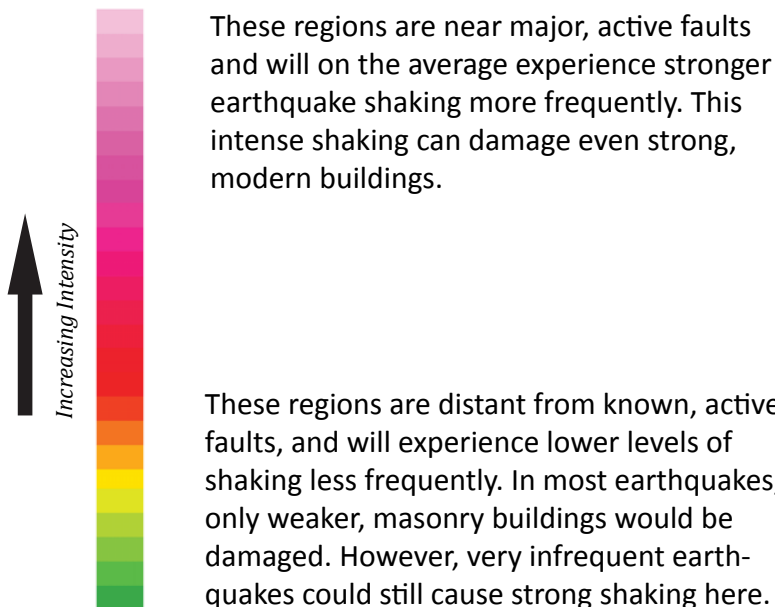 These regions are near major, active faults
and will on the average experience stronger
earthquake shaking more frequently. This
intense shaking can damage even strong,
modern buildings.
Increasing Intensity
These regions are distant from known, active
faults, and will experience lower levels of
shaking less frequently. In most earthquakes,
only weaker, masonry buildings would be
damaged. However, very infrequent earth-
quakes could still cause strong shaking here.